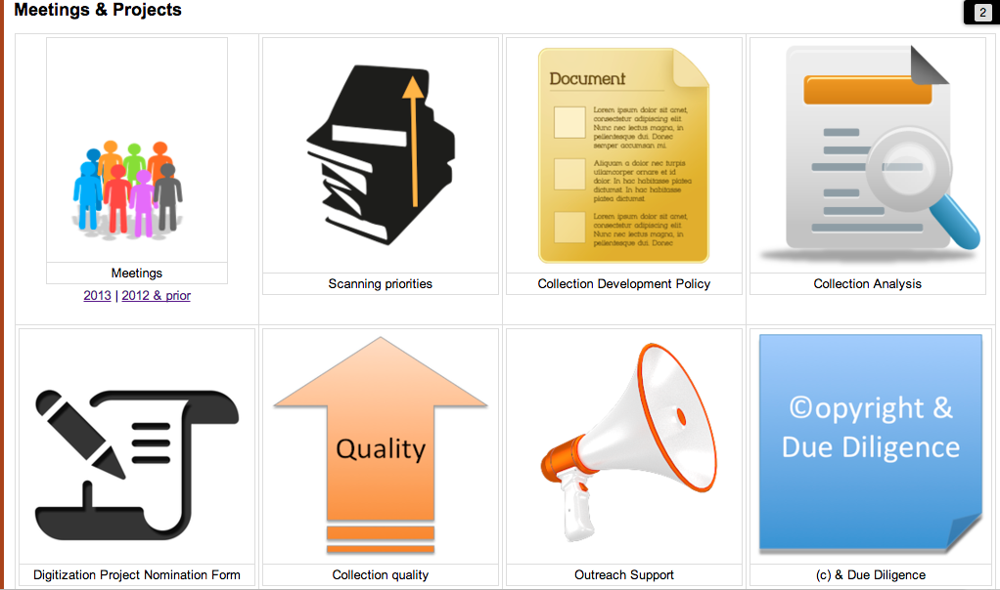 Meetings & Projects
2
Document
Lorem ipsum dolor sit amet,
consectetur adipiscing elit.
Nunc nec lectus magna, in
pellentesque dui. Donec
semper accumsan mi.
Aliquam a dolor nec turpis
ullamcorper ornare et id
dolor. In hac habitasse platea
dictumst. In hac habitasse
platea dictumst.
Lorem ipsum dolor sit amet,
consectetur adipiscing elit.
Nunc nec lectus magna, in
pellentesque dui. Donec
Meetings
2013 | 2012 & prior
Scanning priorities
Collection Development Policy
Collection Analysis
Quality
©opyright &
Due Diligence
Digitization Project Nomination Form
Collection quality
Outreach Support
(c) & Due Diligence